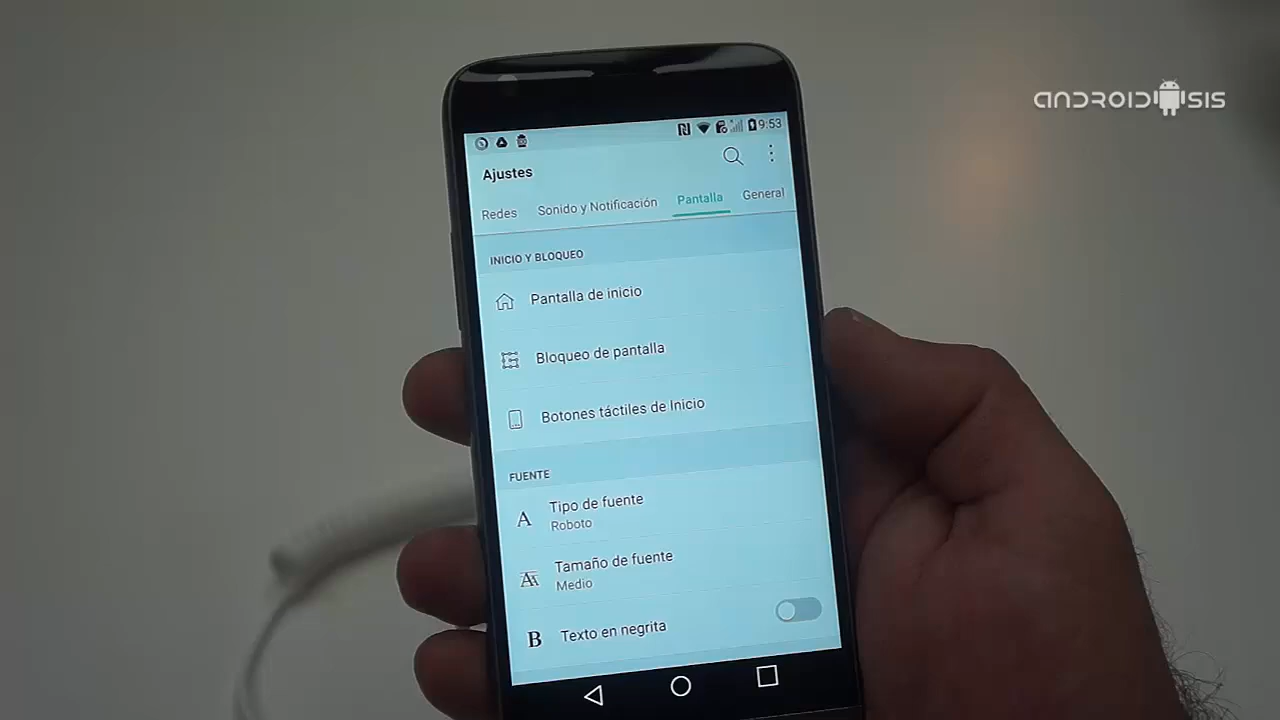 ANDROIDSIS
9:53
Ajustes
Redes Sonido y Notificación Pantalla General
INICIO Y BLOQUEO
Pantalla de inicio
Bloqueo de pantalla
Botones táctiles de Inicio
FUENTE
Tipo de fuente
Roboto
Tamaño de fuente
Medio
B Texto en negrita